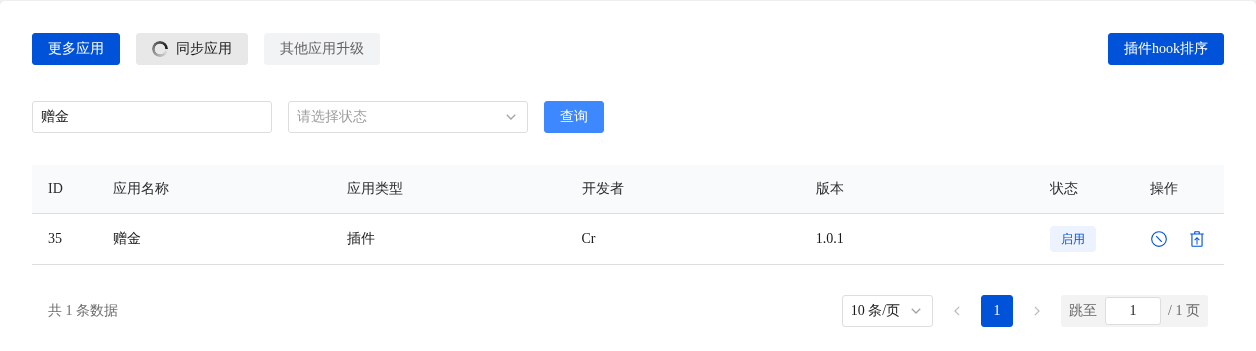 更多应用 同步应用 其他应用升级 插件hook排序
赠金 请选择状态 查询
ID 应用名称 应用类型 开发者 版本 状态 操作
35 赠金 插件 Cr 1.0.1 启用
共 1 条数据 10 条/页 1 跳至 1 / 1 页